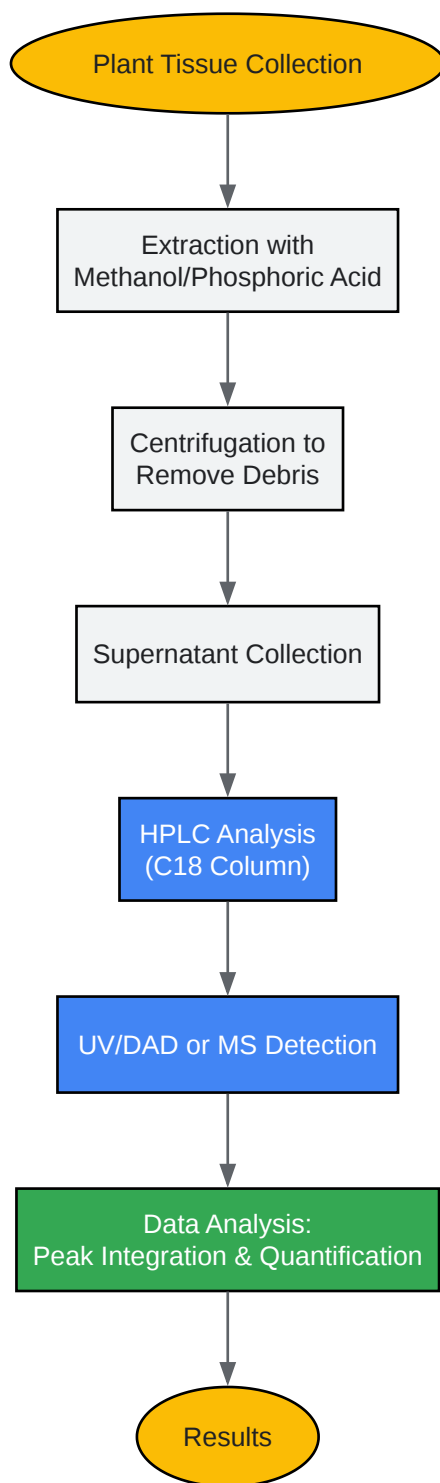 Plant Tissue Collection
Extraction with
Methanol/Phosphoric Acid
Centrifugation to
Remove Debris
Supernatant Collection
HPLC Analysis
(C18 Column)
UV/DAD or MS Detection
Data Analysis:
Peak Integration & Quantification
Results